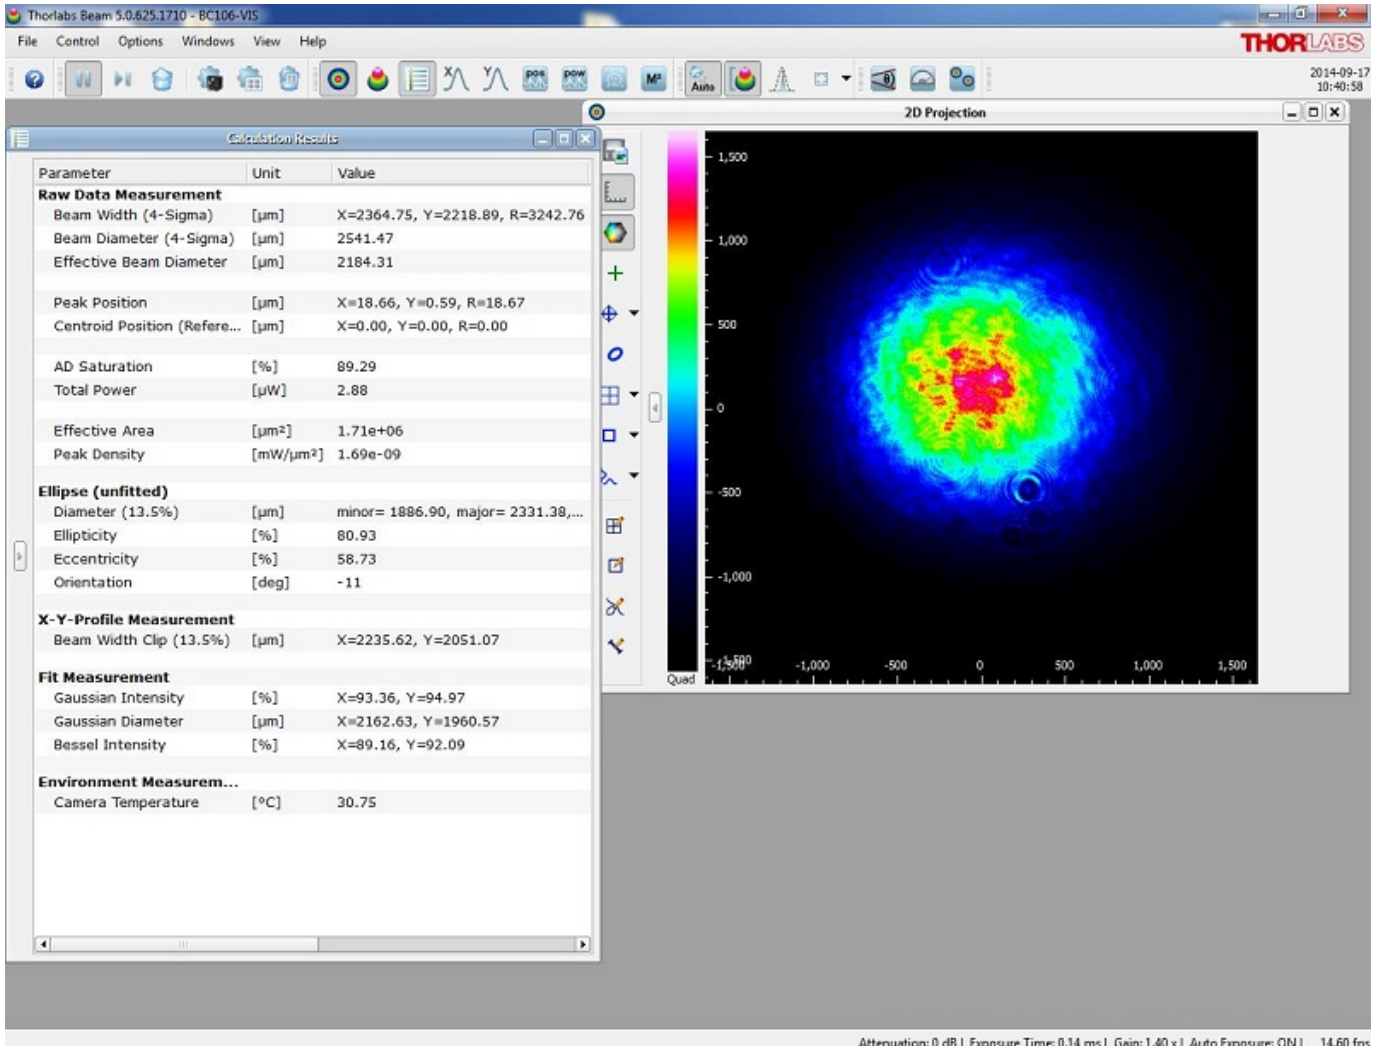 Thorlabs Beam 5.0.625.1710 - BC106-VIS
File Control Options Windows View Help
THORLABS
2014-09-17
10:40:58
pos pow M² Auto
2D Projection
Calculation Results
Parameter Unit Value
Raw Data Measurement
Beam Width (4-Sigma) [µm] X=2364.75, Y=2218.89, R=3242.76
Beam Diameter (4-Sigma) [µm] 2541.47
Effective Beam Diameter [µm] 2184.31
Peak Position [µm] X=18.66, Y=0.59, R=18.67
Centroid Position (Refere... [µm] X=0.00, Y=0.00, R=0.00
AD Saturation [%] 89.29
Total Power [µW] 2.88
Effective Area [µm²] 1.71e+06
Peak Density [mW/µm²] 1.69e-09
Ellipse (unfitted)
Diameter (13.5%) [µm] minor= 1886.90, major= 2331.38,...
Ellipticity [%] 80.93
Eccentricity [%] 58.73
Orientation [deg] -11
X-Y-Profile Measurement
Beam Width Clip (13.5%) [µm] X=2235.62, Y=2051.07
Fit Measurement
Gaussian Intensity [%] X=93.36, Y=94.97
Gaussian Diameter [µm] X=2162.63, Y=1960.57
Bessel Intensity [%] X=89.16, Y=92.09
Environment Measurem...
Camera Temperature [°C] 30.75
1,500
1,000
500
0
-500
-1,000
-1,500 -1,000 -500 0 500 1,000 1,500
Quad
Attenuation: 0 dB | Exposure Time: 0.14 ms | Gain: 1.40 x | Auto Exposure: ON | 14.60 fps